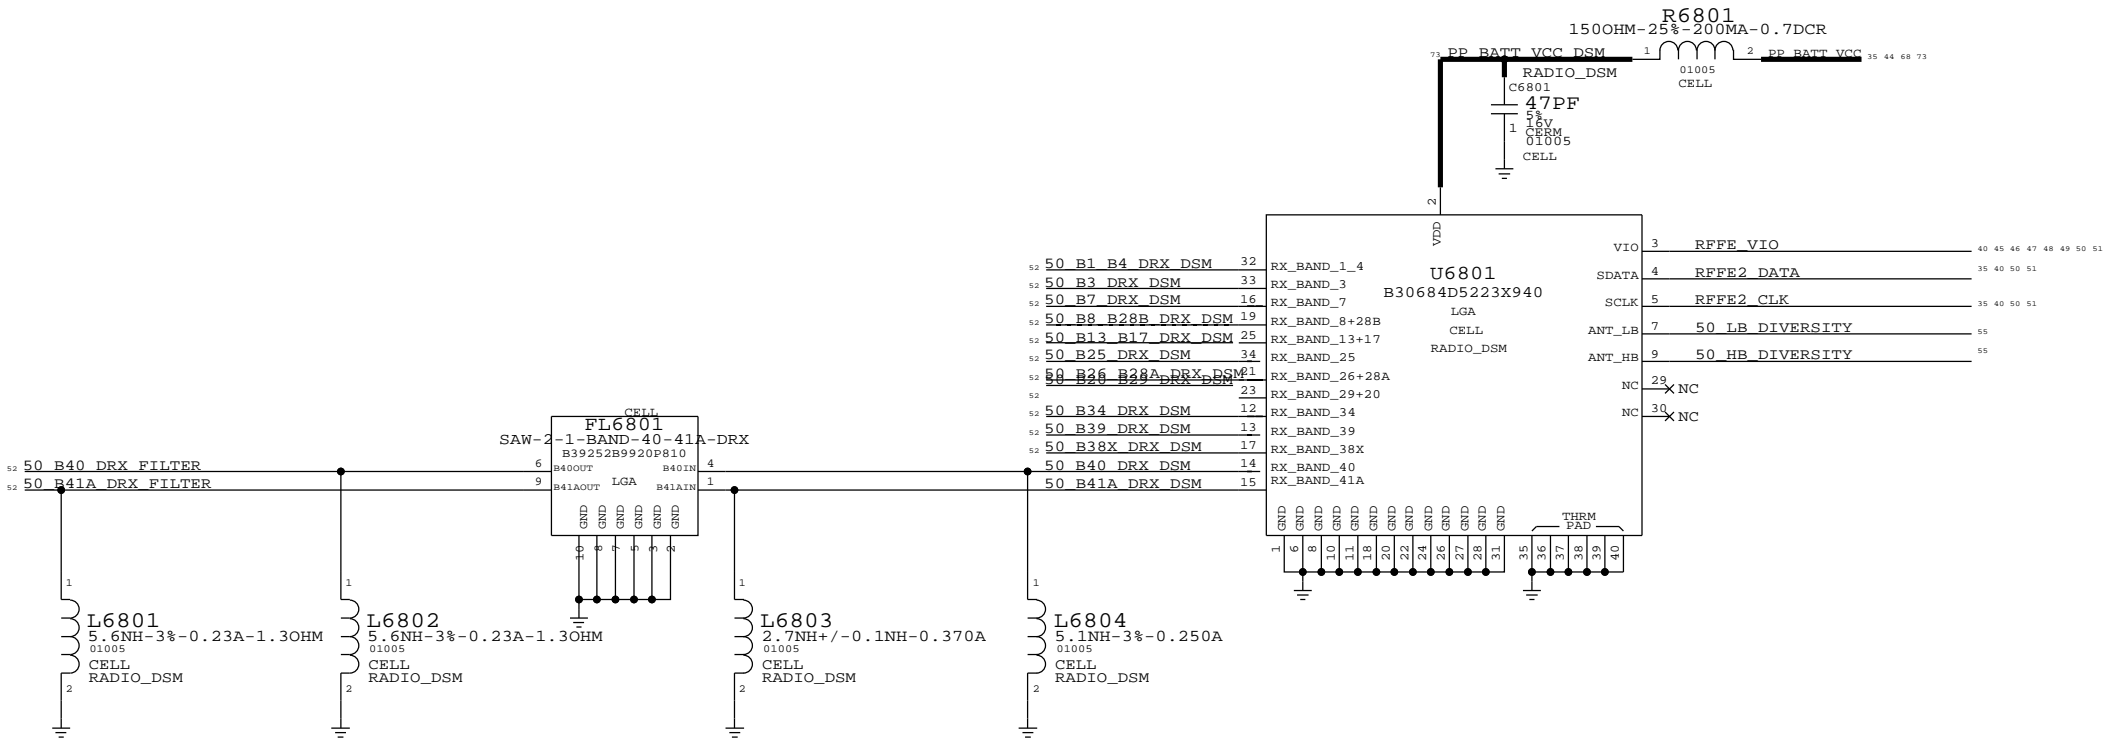 R6801
150OHM-25%-200MA-0.7DCR
73 PP_BATT_VCC_DSM 1 2 PP_BATT_VCC 35 44 68 73
RADIO_DSM
01005
CELL
C6801
47PF
5%
16V
1 CERM
01005
CELL
2
VDD
U6801
B30684D5223X940
LGA
CELL
RADIO_DSM
52 50_B1_B4_DRX_DSM 32 RX_BAND_1_4
52 50_B3_DRX_DSM 33 RX_BAND_3
52 50_B7_DRX_DSM 16 RX_BAND_7
52 50_B8_B28B_DRX_DSM 19 RX_BAND_8+28B
52 50_B13_B17_DRX_DSM 25 RX_BAND_13+17
52 50_B25_DRX_DSM 34 RX_BAND_25
52 50_B26_B28A_DRX_DSM 21 RX_BAND_26+28A
52 50_B20_B29_DRX_DSM 23 RX_BAND_29+20
52 50_B34_DRX_DSM 12 RX_BAND_34
52 50_B39_DRX_DSM 13 RX_BAND_39
52 50_B38X_DRX_DSM 17 RX_BAND_38X
50_B40_DRX_DSM 14 RX_BAND_40
50_B41A_DRX_DSM 15 RX_BAND_41A
VIO 3 RFFE_VIO 40 45 46 47 48 49 50 51
SDATA 4 RFFE2_DATA 35 40 50 51
SCLK 5 RFFE2_CLK 35 40 50 51
ANT_LB 7 50_LB_DIVERSITY 55
ANT_HB 9 50_HB_DIVERSITY 55
NC 29 NC
NC 30 NC
GND GND GND GND GND GND GND GND GND GND GND GND GND
THRM
PAD
1 6 8 10 11 18 20 22 24 26 27 28 31 35 36 37 38 39 40
CELL
FL6801
SAW-2-1-BAND-40-41A-DRX
B39252B9920P810
52 50_B40_DRX_FILTER 6 B40OUT B40IN 4
52 50_B41A_DRX_FILTER 9 B41AOUT LGA B41AIN 1
GND GND GND GND GND GND
10 8 7 5 3 2
1
L6801
5.6NH-3%-0.23A-1.3OHM
01005
CELL
RADIO_DSM
2
1
L6802
5.6NH-3%-0.23A-1.3OHM
01005
CELL
RADIO_DSM
2
1
L6803
2.7NH+/-0.1NH-0.370A
01005
CELL
RADIO_DSM
2
1
L6804
5.1NH-3%-0.250A
01005
CELL
RADIO_DSM
2